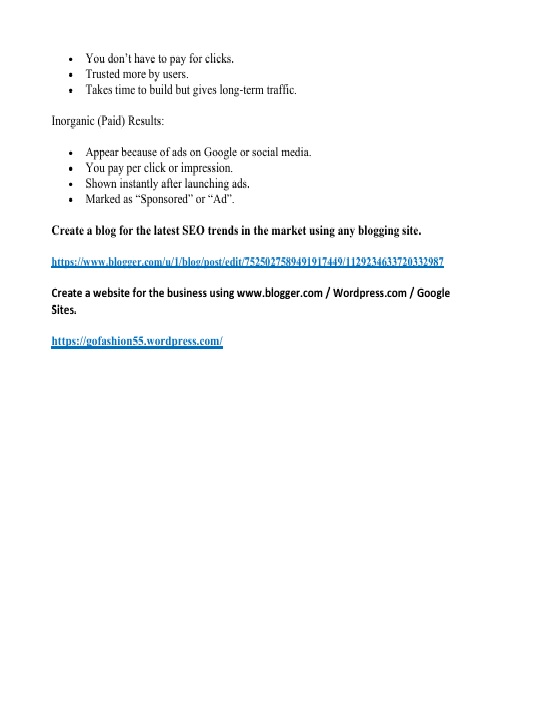 • You don’t have to pay for clicks.
• Trusted more by users.
• Takes time to build but gives long-term traffic.
Inorganic (Paid) Results:
• Appear because of ads on Google or social media.
• You pay per click or impression.
• Shown instantly after launching ads.
• Marked as “Sponsored” or “Ad”.
Create a blog for the latest SEO trends in the market using any blogging site.
https://www.blogger.com/u/1/blog/post/edit/7525027589491917449/1129234633720332987
Create a website for the business using www.blogger.com / Wordpress.com / Google
Sites.
https://gofashion55.wordpress.com/